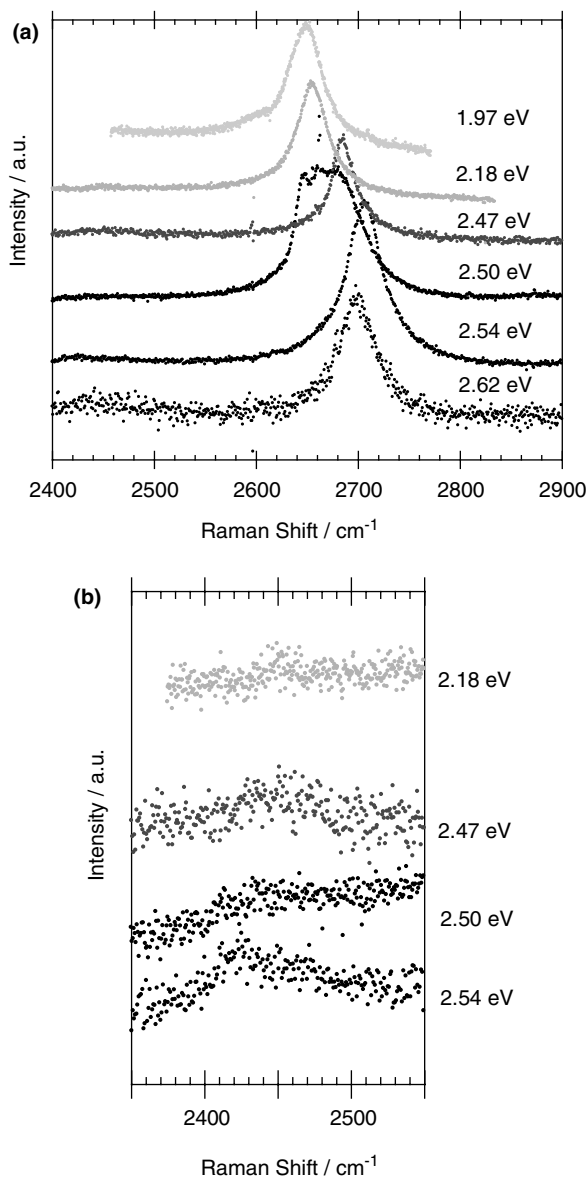 (a)
Intensity / a.u.
1.97 eV
2.18 eV
2.47 eV
2.50 eV
2.54 eV
2.62 eV
2400 2500 2600 2700 2800 2900
Raman Shift / cm-1
(b)
Intensity / a.u.
2.18 eV
2.47 eV
2.50 eV
2.54 eV
2400 2500
Raman Shift / cm-1